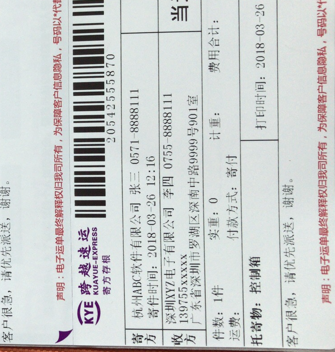 客户很急，请优先派送，谢谢。
声明：电子运单最终解释权归我司所有，为保障客户信息隐私，号码以*代替
KYE 跨越速运
KUAYUE-EXPRESS
寄方存根
20542555870
当
寄方 杭州ABC软件有限公司 张三 0571-88888111
寄件时间：2018-03-26 12:16
收方 深圳XYZ电子有限公司 李四 0755-8888111
139755xxxxx
广东省深圳市罗湖区深南中路9999号901室
件数：1件 实重：0 计重： 费用合计：
运费： 付款方式：寄付
托寄物：控制箱 打印时间：2018-03-26
客户很急，请优先派送，谢谢。
声明：电子运单最终解释权归我司所有，为保障客户信息隐私，号码以*